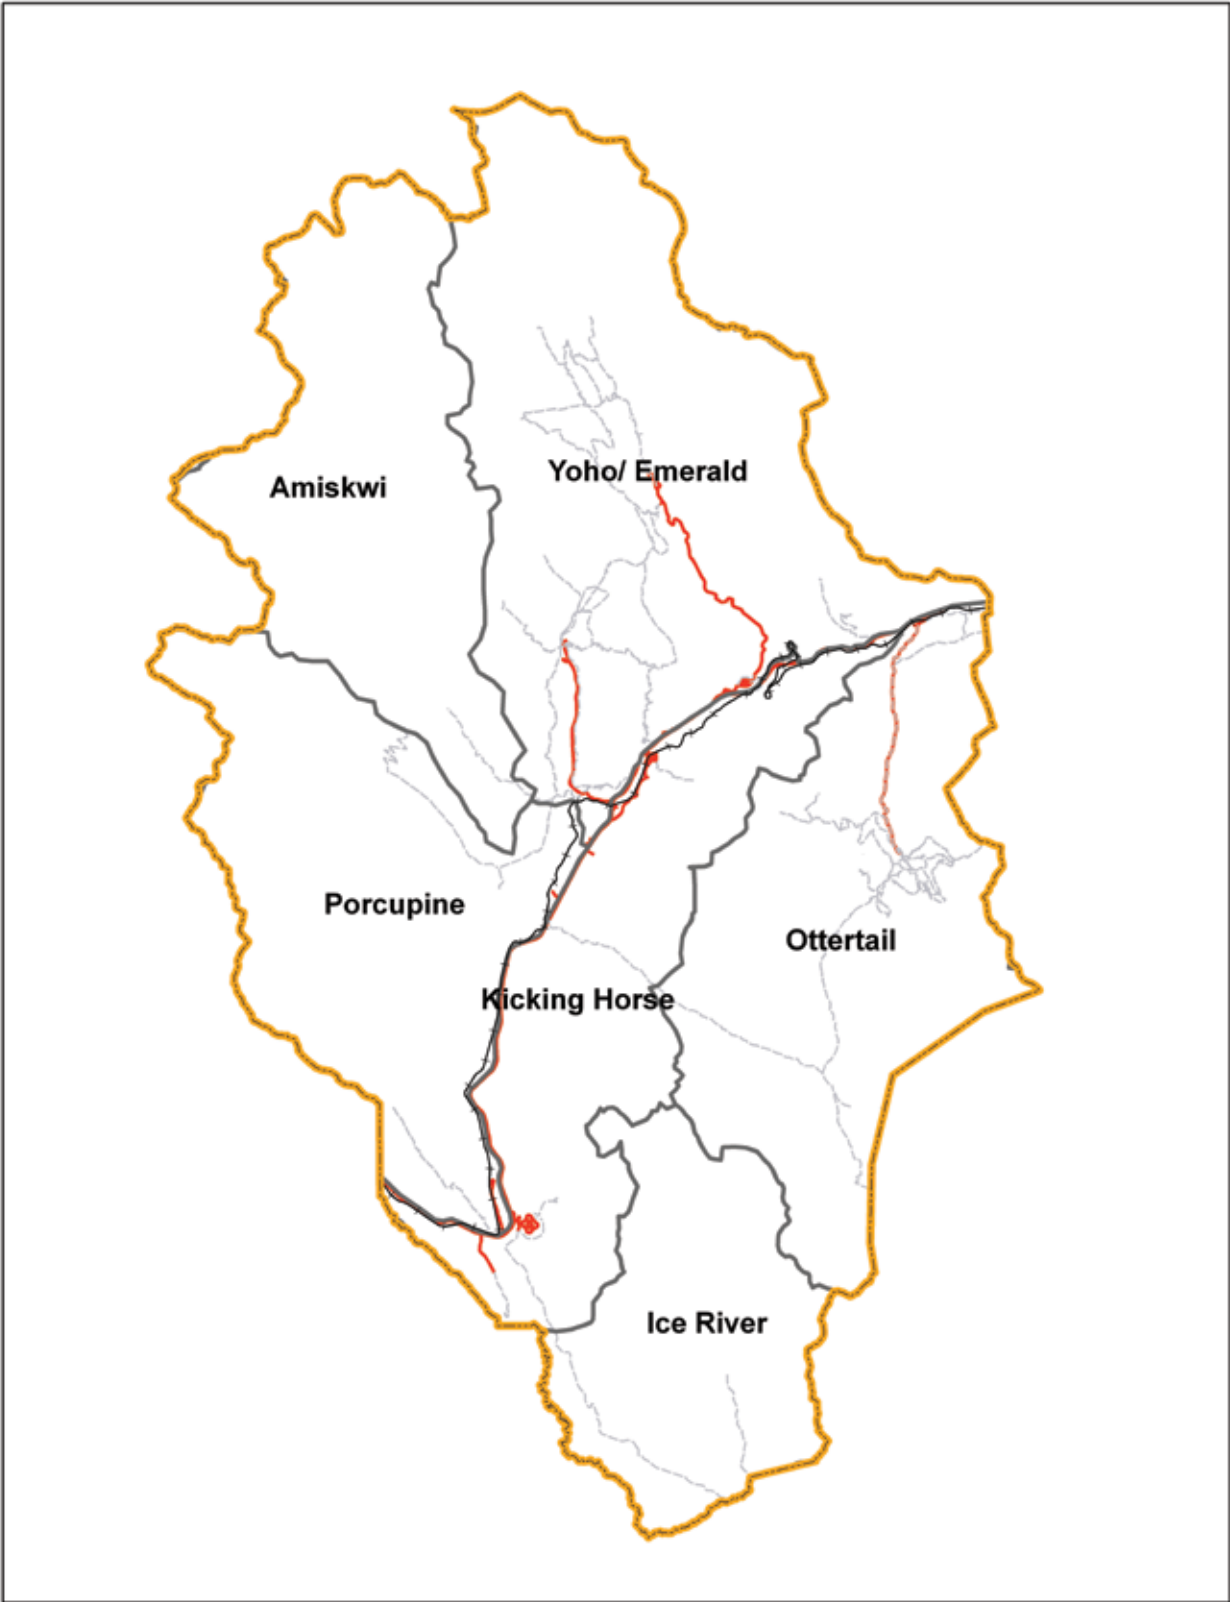 Yoho/ Emerald
Amiskwi
Porcupine
Ottertail
Kicking Horse
Ice River